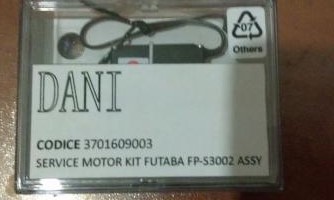 07
Others
DANI
CODICE 3701609003
SERVICE MOTOR KIT FUTABA FP-S3002 ASSY